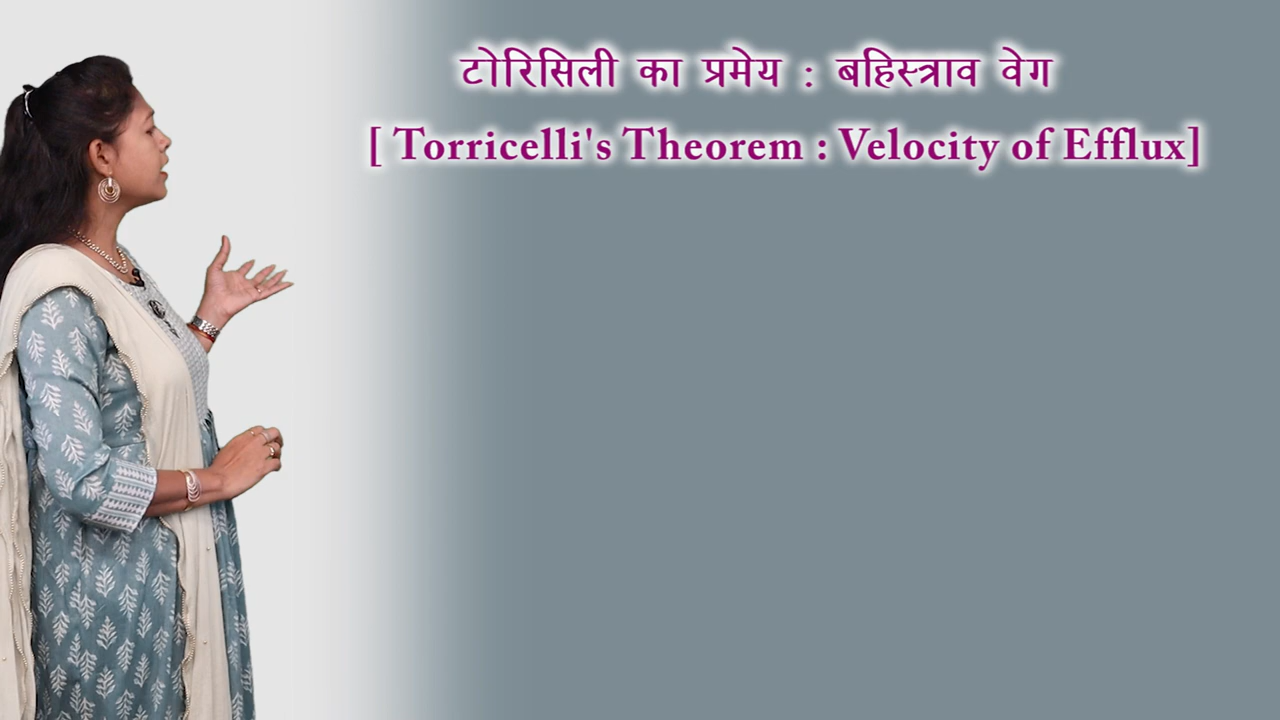 टोरिसिली का प्रमेय : बहिस्त्राव वेग
[ Torricelli's Theorem : Velocity of Efflux]